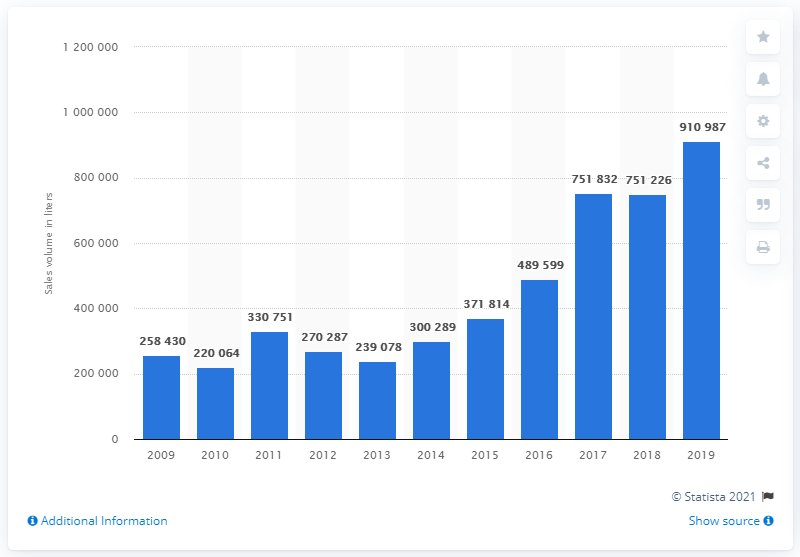 1 200 000
1 000 000
800 000
600 000
400 000
200 000
0
Sales volume in liters
258 430
220 064
330 751
270 287
239 078
300 289
371 814
489 599
751 832
751 226
910 987
2009 2010 2011 2012 2013 2014 2015 2016 2017 2018 2019
© Statista 2021
Additional Information
Show source